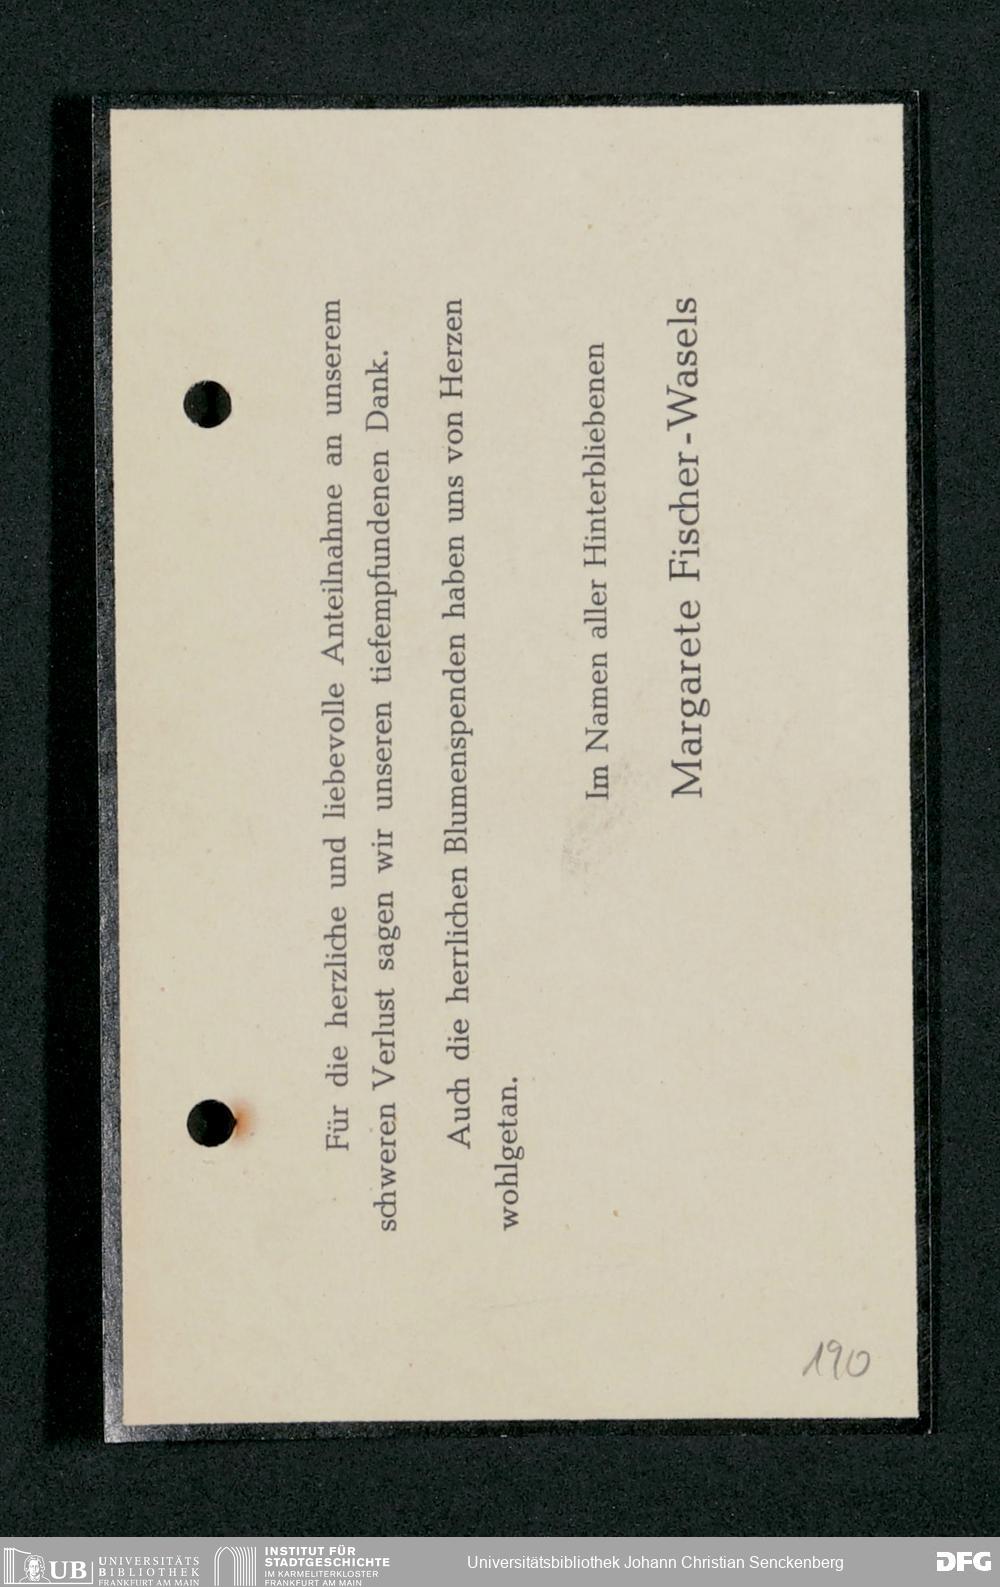 Für die herzliche und liebevolle Anteilnahme an unserem
schweren Verlust sagen wir unseren tiefempfundenen Dank.
Auch die herrlichen Blumenspenden haben uns von Herzen
wohlgetan.
Im Namen aller Hinterbliebenen
Margarete Fischer-Wasels
190
UB
UNIVERSITÄTS
BIBLIOTHEK
FRANKFURT AM MAIN
INSTITUT FÜR
STADTGESCHICHTE
IM KARMELITERKLOSTER
FRANKFURT AM MAIN
Universitätsbibliothek Johann Christian Senckenberg
DFG